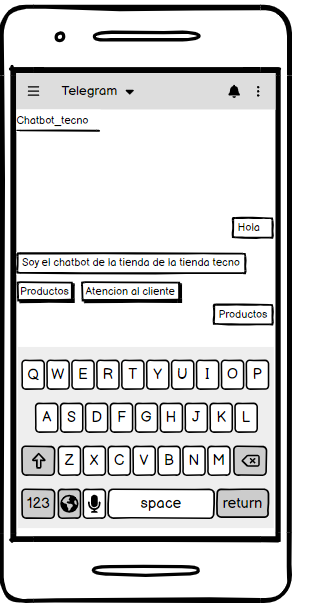 Telegram
Chatbot_tecno
Hola
Soy el chatbot de la tienda de la tienda tecno
Productos Atencion al cliente
Productos
Q W E R T Y U I O P
A S D F G H J K L
Z X C V B N M
123 space return